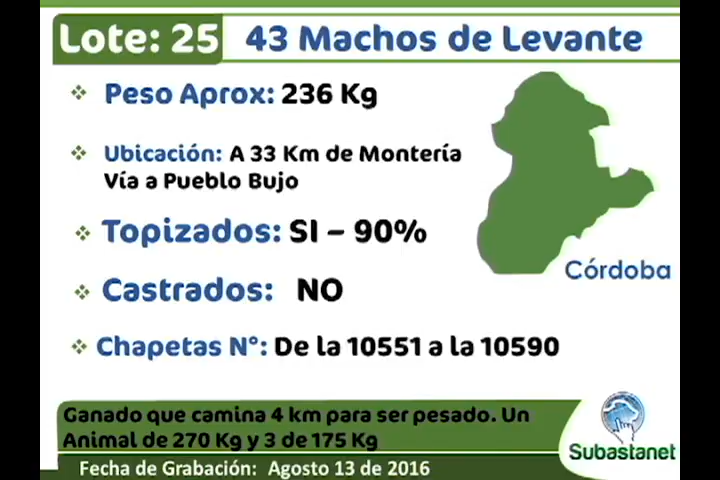 Lote: 25
43 Machos de Levante
Peso Aprox: 236 Kg
Ubicación: A 33 Km de Montería
Vía a Pueblo Bujo
Topizados: SI – 90%
Castrados: NO
Córdoba
Chapetas N°: De la 10551 a la 10590
Ganado que camina 4 km para ser pesado. Un
Animal de 270 Kg y 3 de 175 Kg
Subastanet
Fecha de Grabación: Agosto 13 de 2016